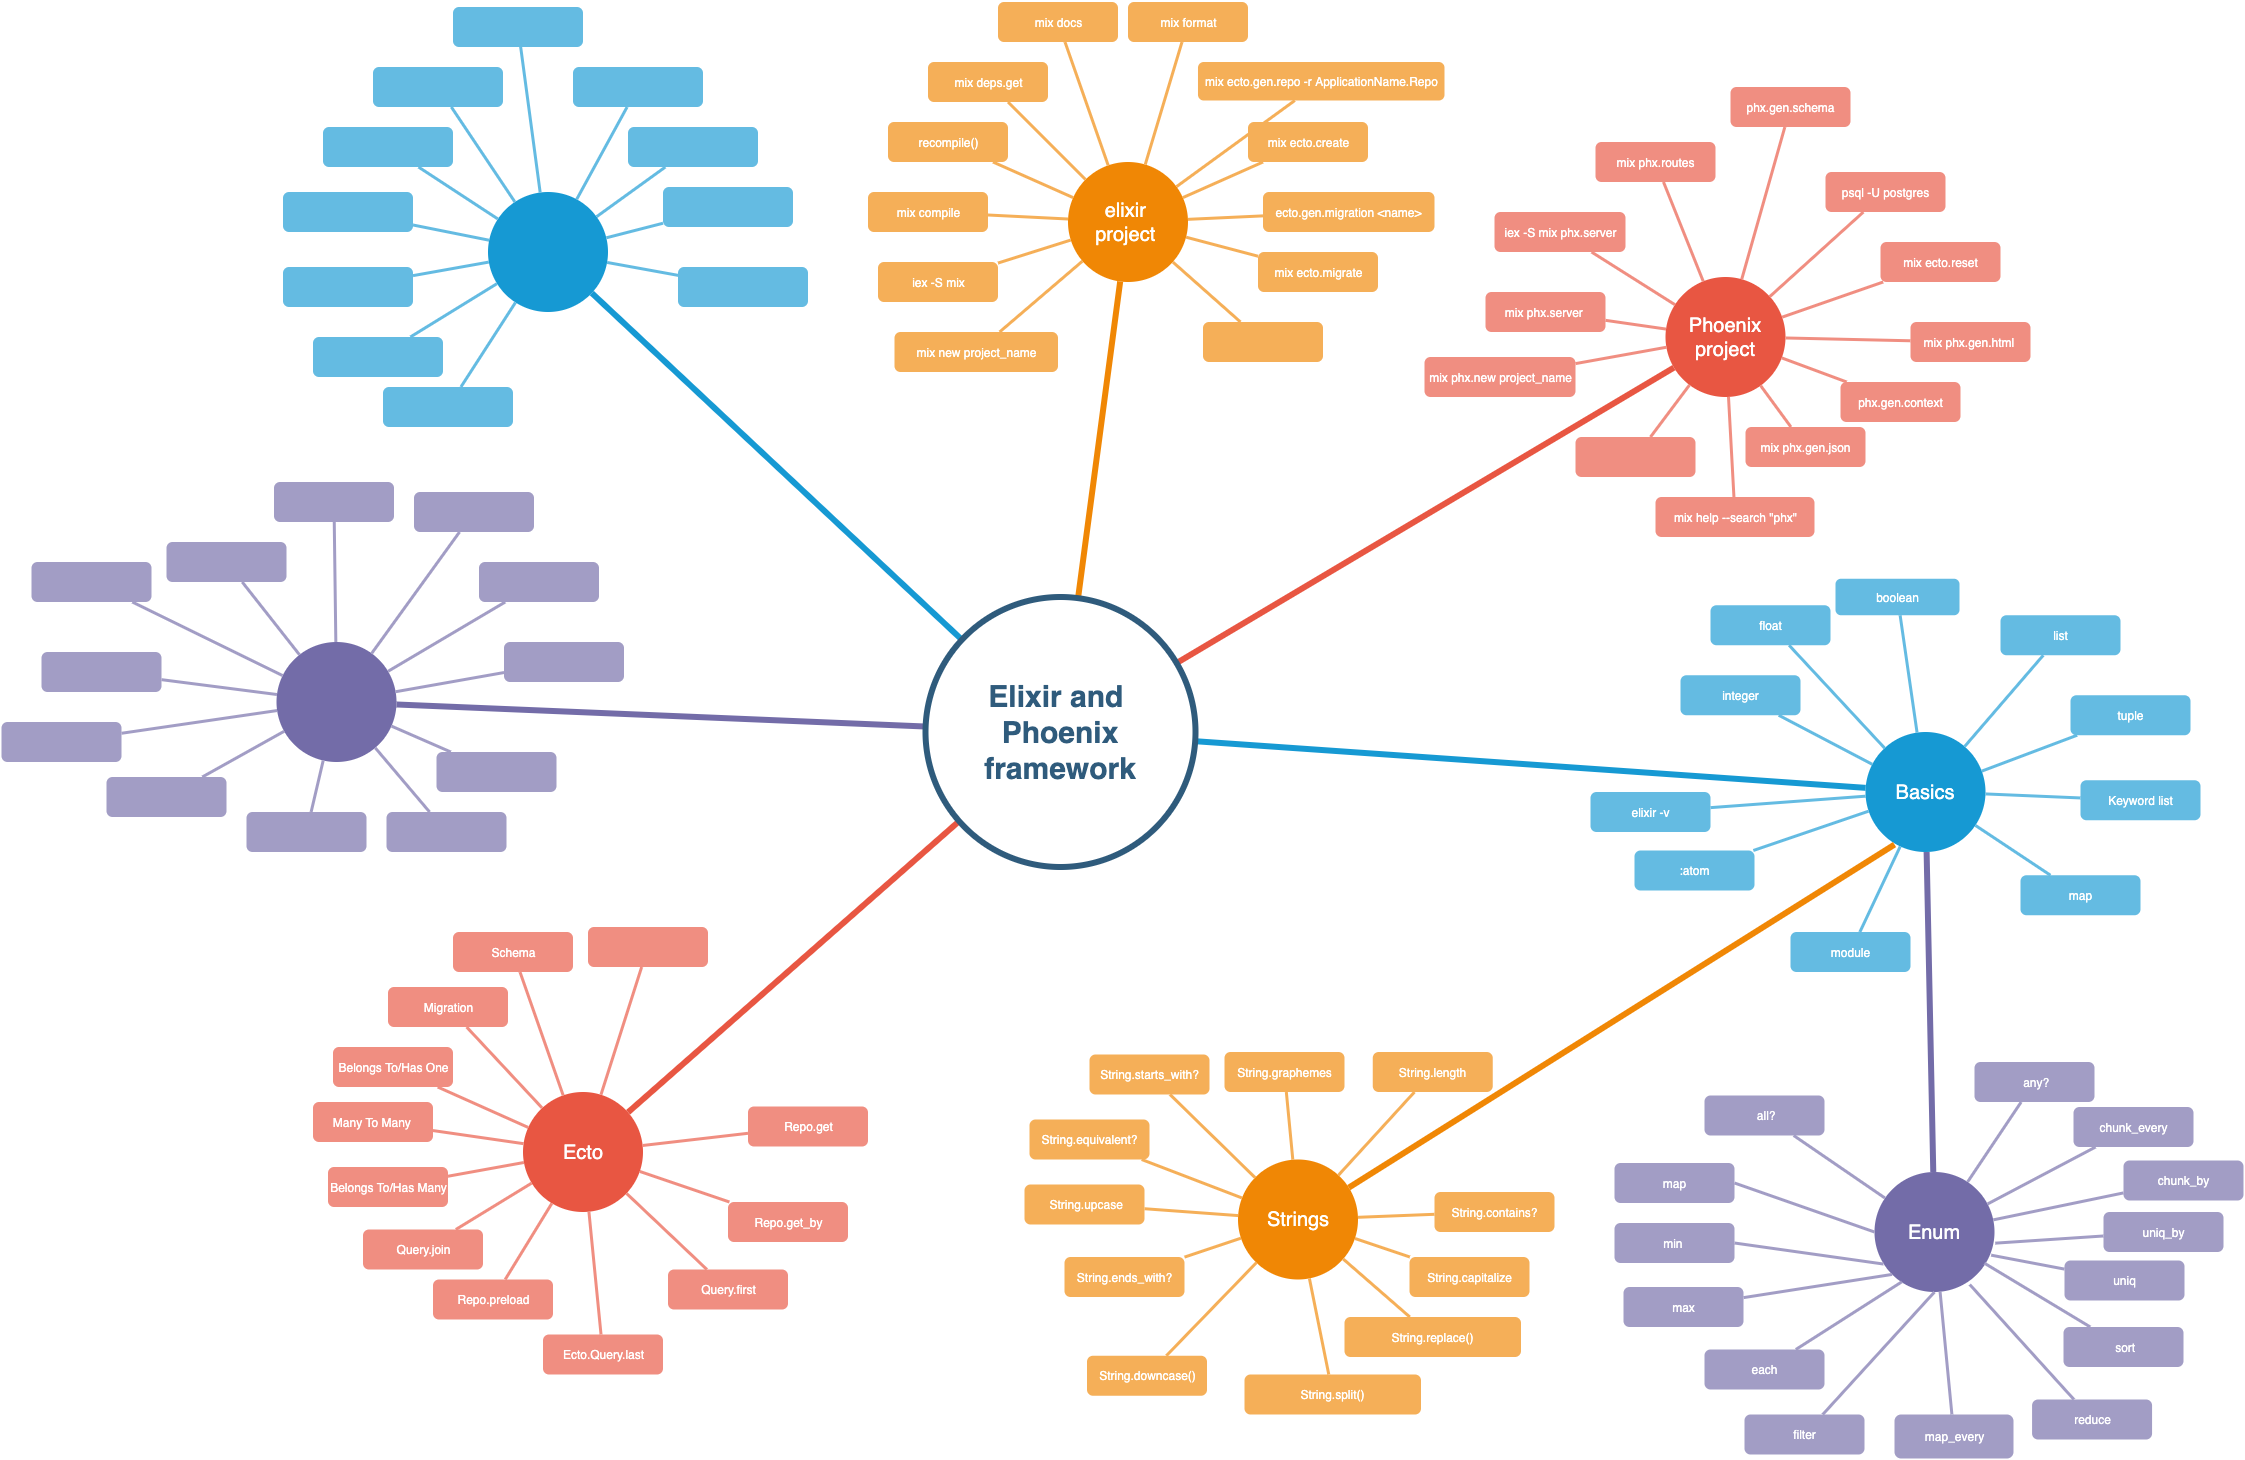 mix docs
mix format
mix deps.get
mix ecto.gen.repo -r ApplicationName.Repo
recompile()
mix ecto.create
mix compile
ecto.gen.migration <name>
iex -S mix
mix ecto.migrate
mix new project_name
elixir
project
phx.gen.schema
mix phx.routes
psql -U postgres
iex -S mix phx.server
mix ecto.reset
mix phx.server
mix phx.gen.html
mix phx.new project_name
phx.gen.context
mix phx.gen.json
mix help --search "phx"
Phoenix
project
Elixir and
Phoenix
framework
boolean
float
list
integer
tuple
Basics
Keyword list
elixir -v
:atom
map
module
Schema
Migration
Belongs To/Has One
Many To Many
Repo.get
Ecto
Belongs To/Has Many
Repo.get_by
Query.join
Query.first
Repo.preload
Ecto.Query.last
String.starts_with?
String.graphemes
String.length
String.equivalent?
String.upcase
String.contains?
Strings
String.ends_with?
String.capitalize
String.replace()
String.downcase()
String.split()
any?
all?
chunk_every
map
chunk_by
Enum
uniq_by
min
uniq
max
sort
each
reduce
filter
map_every